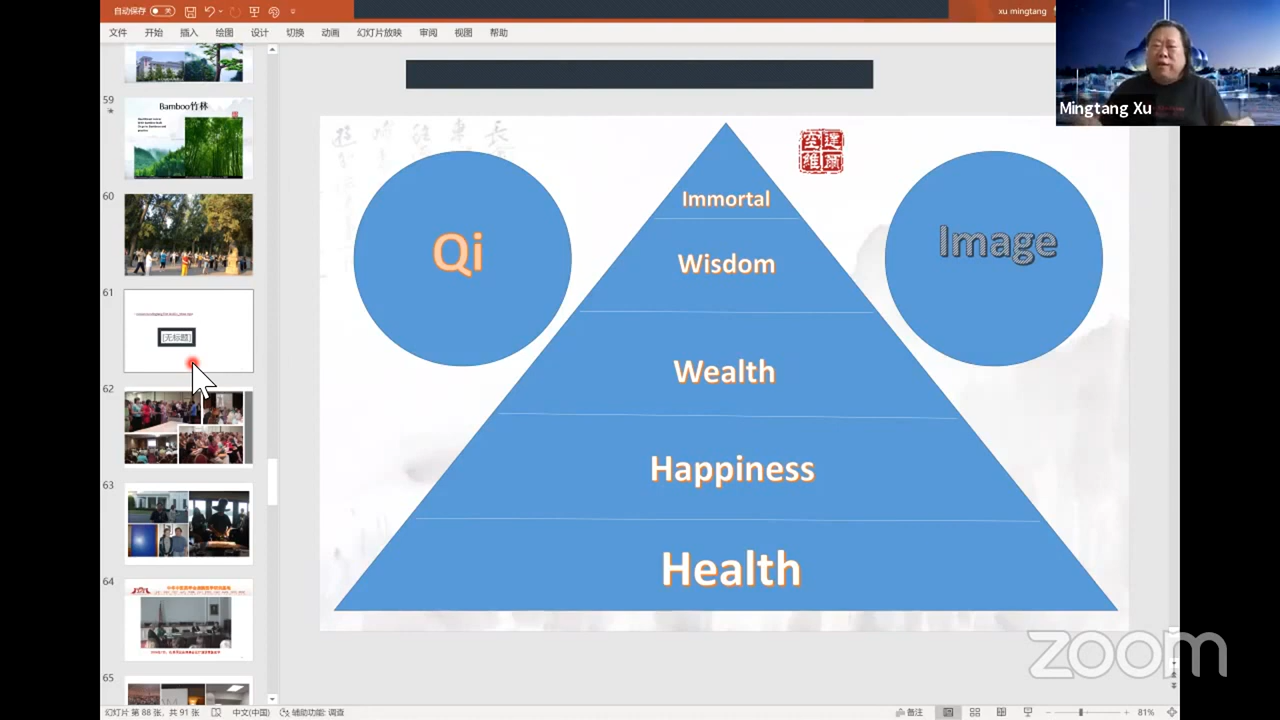 自动保存
关
xu mingtang
文件
开始
插入
绘图
设计
切换
动画
幻灯片放映
审阅
视图
帮助
Mingtang Xu
59
Bamboo竹林
60
61
[无标题]
62
63
64
65
Qi
Image
Immortal
Wisdom
Wealth
Happiness
Health
zoom
幻灯片 第 88 张，共 91 张
中文(中国)
辅助功能: 调查
备注
81%